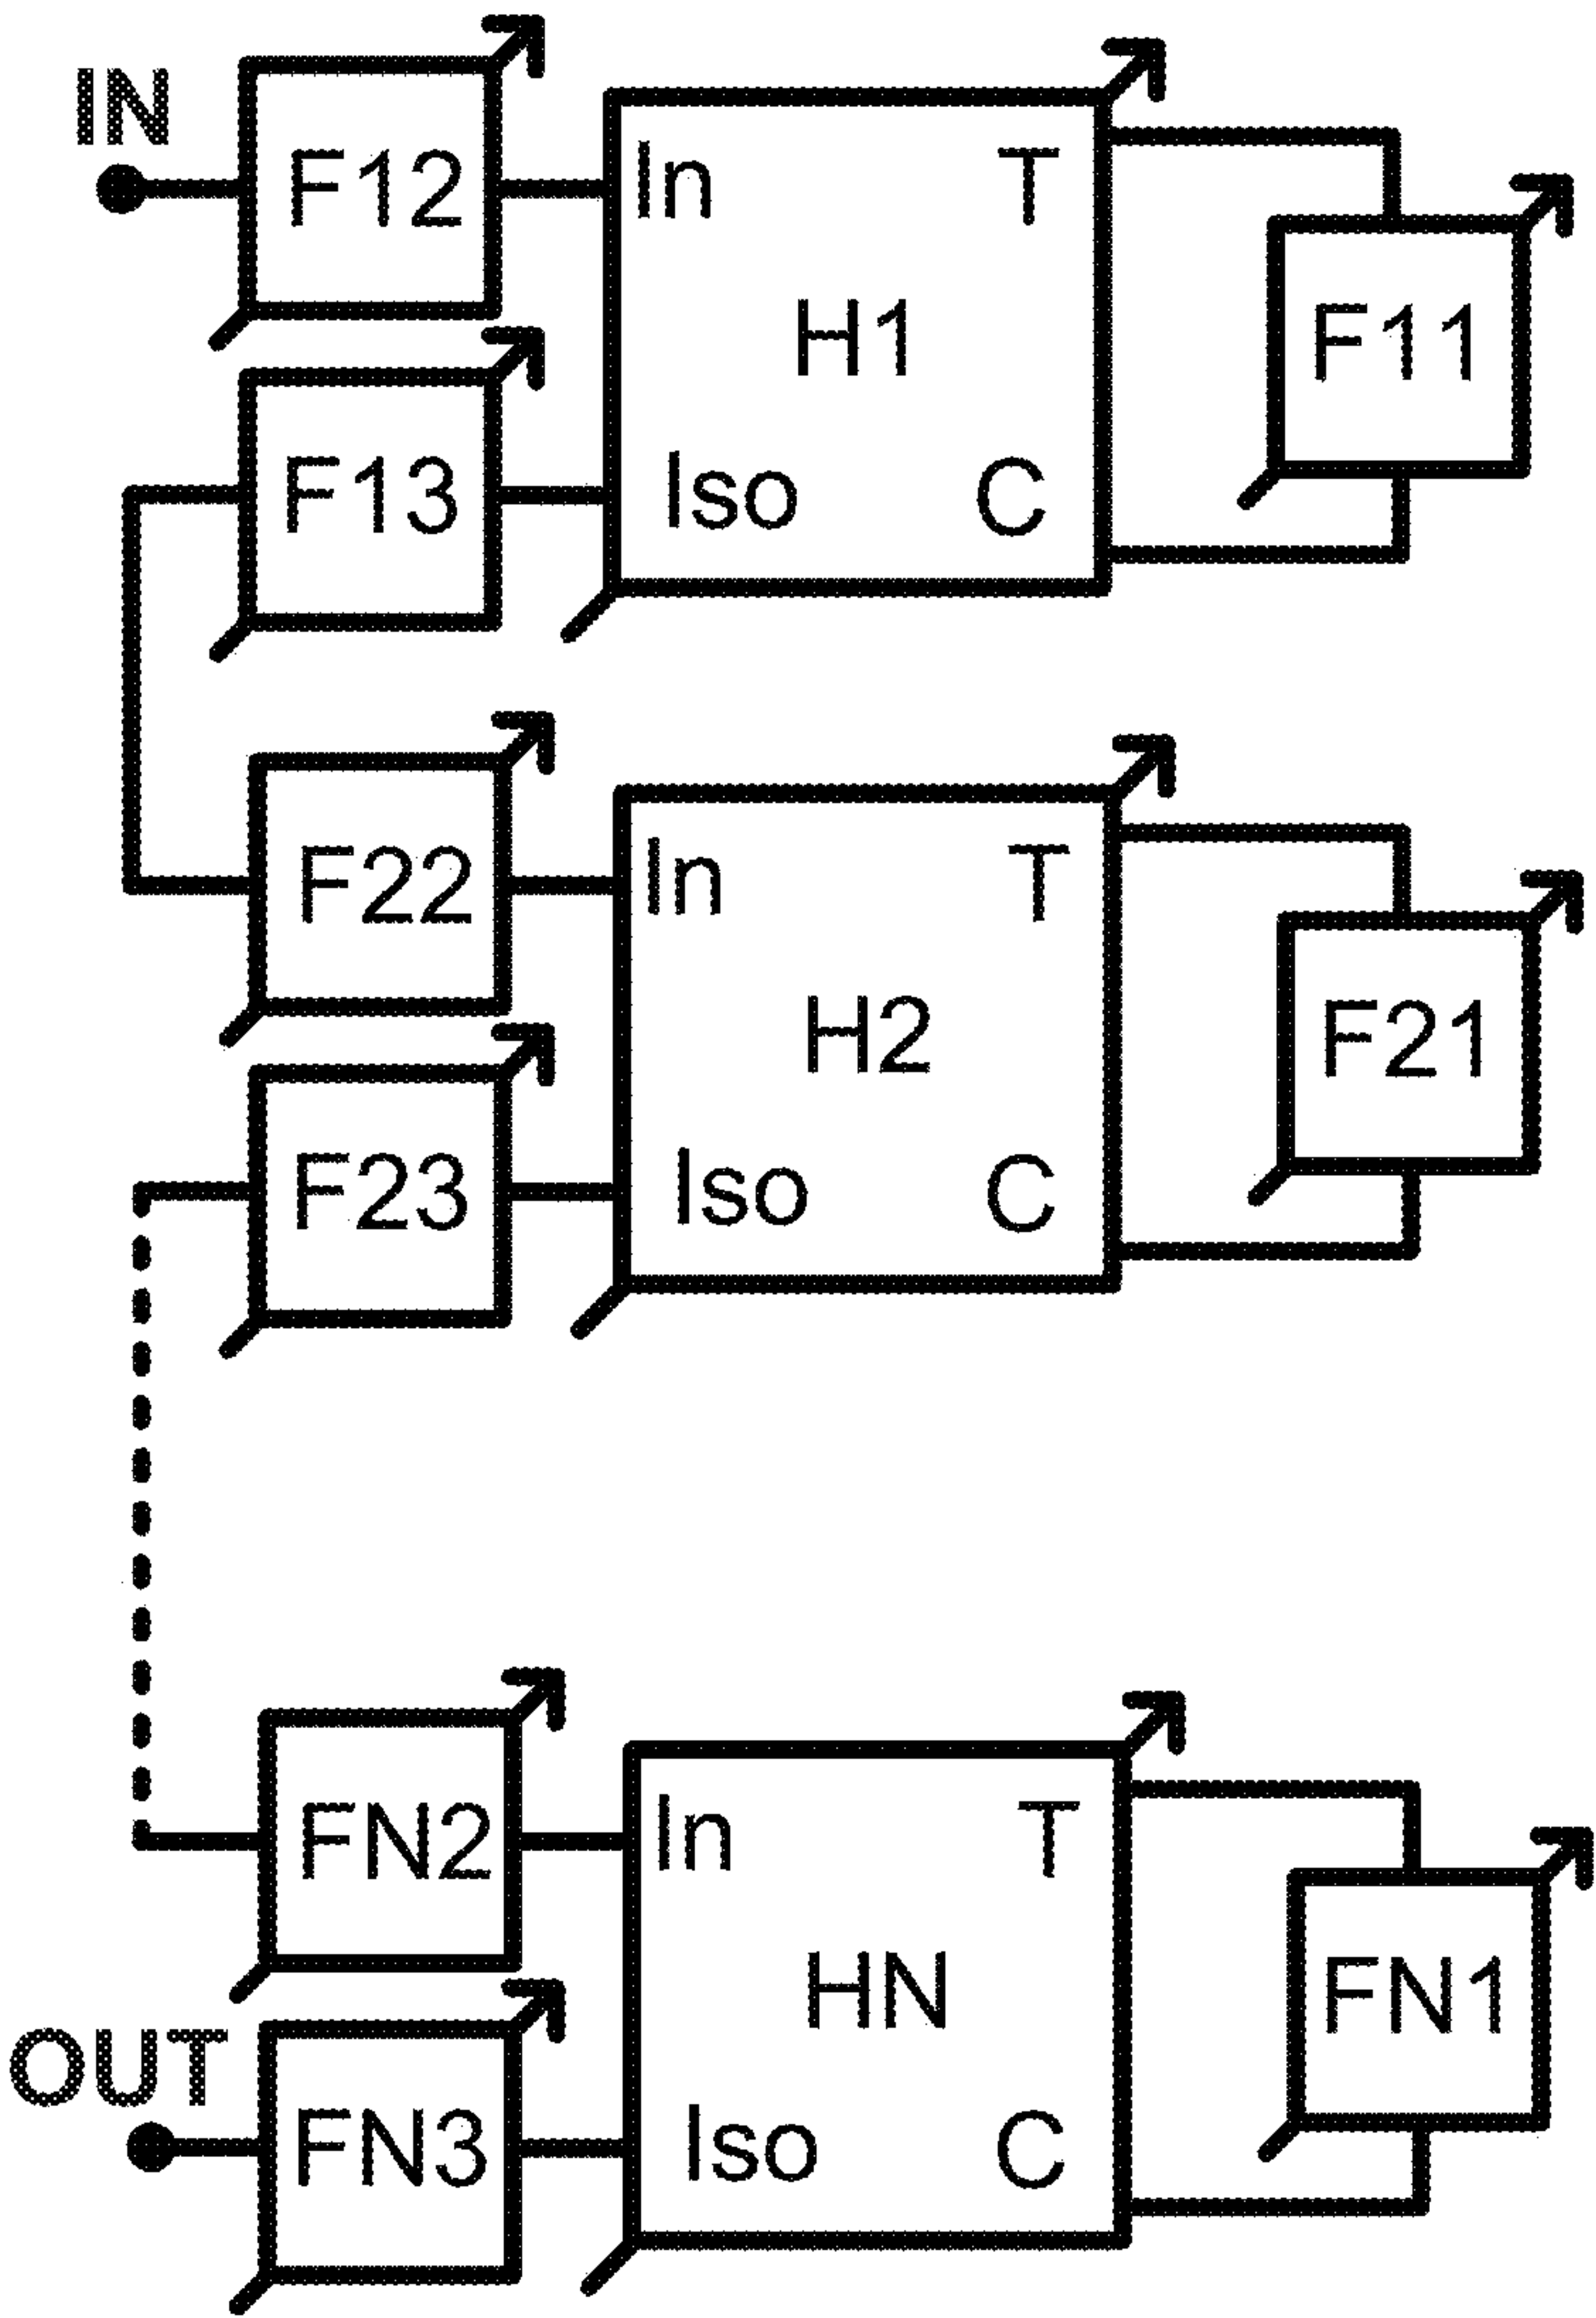 IN
F12 In T
H1 F11
F13 Iso C
F22 In T
H2 F21
F23 Iso C
FN2 In T
HN FN1
OUT
FN3 Iso C